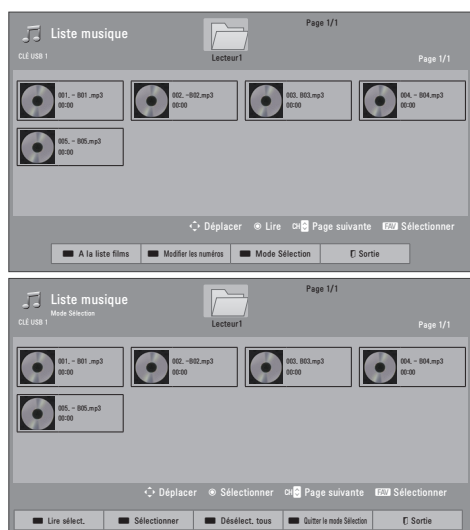 Page 1/1
Liste musique
CLÉ USB 1
Lecteur1
Page 1/1
001. - B01 .mp3
00:00
002. -B02.mp3
00:00
003. B03.mp3
00:00
004. - B04.mp3
00:00
005. - B05.mp3
00:00
Déplacer Lire CH Page suivante FAV Sélectionner
A la liste films Modifier les numéros Mode Sélection Sortie
Page 1/1
Liste musique
Mode Sélection
CLÉ USB 1
Lecteur1
Page 1/1
001. - B01 .mp3
00:00
002. -B02.mp3
00:00
003. B03.mp3
00:00
004. - B04.mp3
00:00
005. - B05.mp3
00:00
Déplacer Sélectionner CH Page suivante FAV Sélectionner
Lire sélect. Sélectionner Désélect. tous Quitter le mode Sélection Sortie